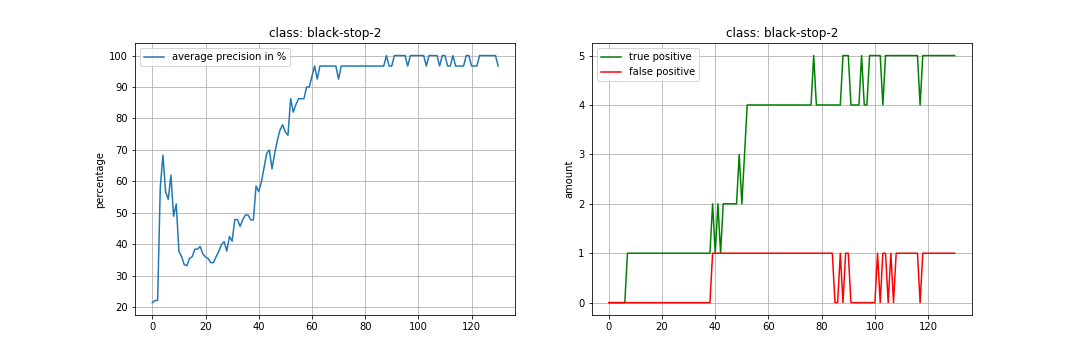 class: black-stop-2
average precision in %
percentage
100
90
80
70
60
50
40
30
20
0 20 40 60 80 100 120
class: black-stop-2
true positive
false positive
amount
5
4
3
2
1
0
0 20 40 60 80 100 120